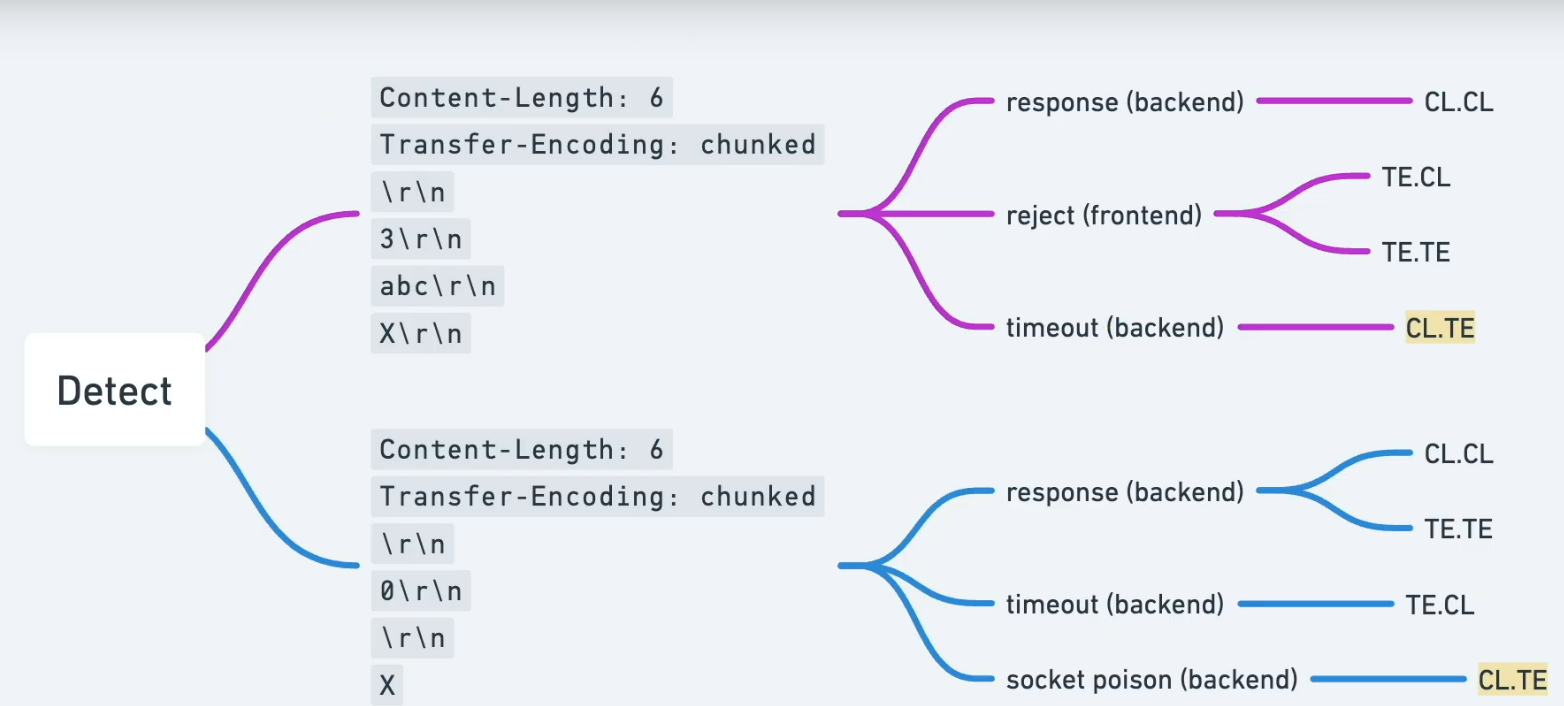 Detect
Content-Length: 6
Transfer-Encoding: chunked
\r\n
3\r\n
abc\r\n
X\r\n
response (backend)
CL.CL
reject (frontend)
TE.CL
TE.TE
timeout (backend)
CL.TE
Content-Length: 6
Transfer-Encoding: chunked
\r\n
0\r\n
\r\n
X
response (backend)
CL.CL
TE.TE
timeout (backend)
TE.CL
socket poison (backend)
CL.TE